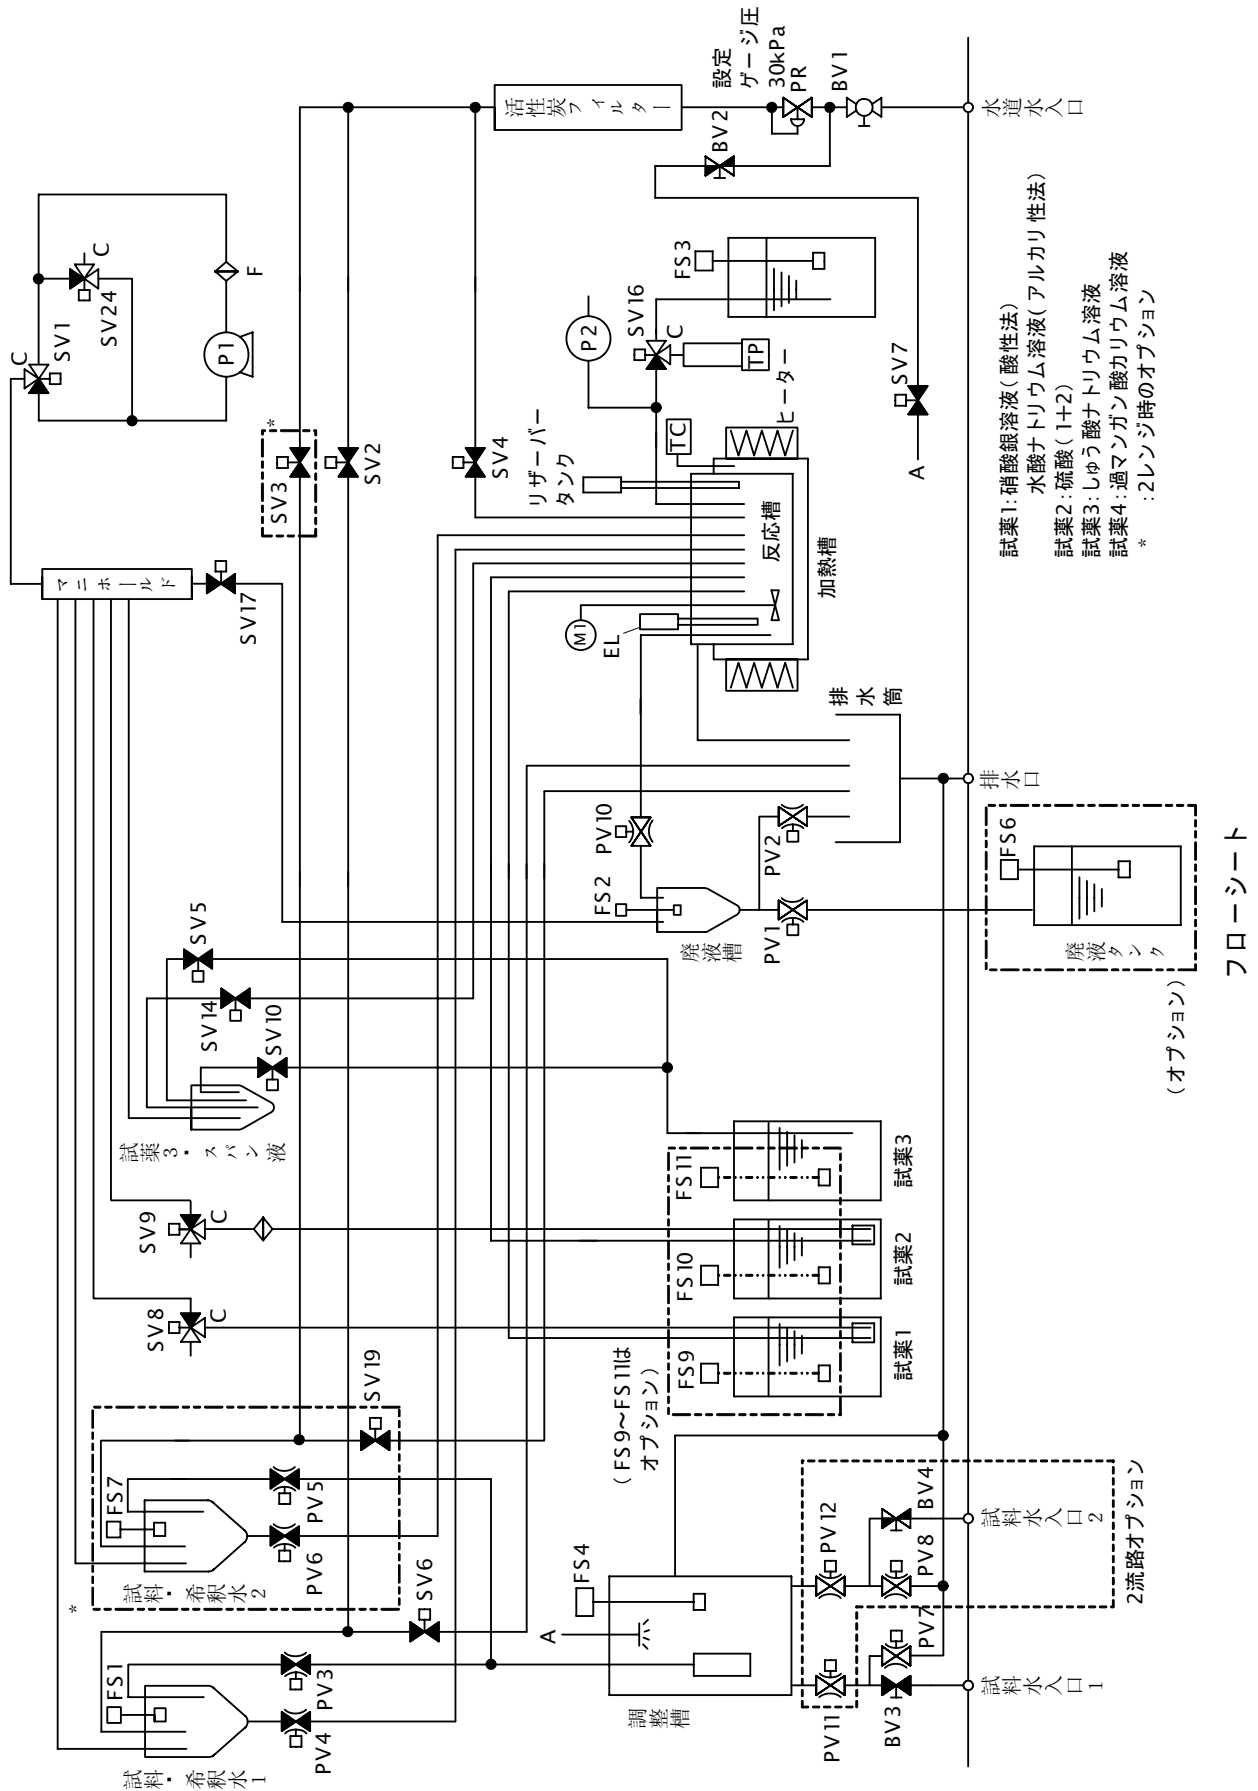 マニホールド
C
SV1
SV24
C
P1
F
SV17
*
SV3
SV2
SV4
活性炭フィルター
設定
ゲージ圧
30kPa
PR
BV1
BV2
水道水入口
SV5
SV14
SV10
試薬3・スパン液
SV9
C
SV8
C
*
FS7
試料・希釈水2
PV5
PV6
SV19
FS1
試料・希釈水1
PV3
PV4
SV6
リザーバー
タンク
P2
SV16
C
TP
TC
ヒーター
FS3
SV7
A
M1
EL
反応槽
加熱槽
排水筒
PV10
FS2
廃液槽
PV1
PV2
排水口
FS6
廃液タンク
(オプション)
FS11
FS10
FS9
試薬3
試薬2
試薬1
(FS9~FS11は
オプション)
FS4
A
調整槽
PV12
PV11
BV4
PV8
PV7
BV3
試料水入口2
試料水入口1
2流路オプション
試薬1:硝酸銀溶液(酸性法)
水酸ナトリウム溶液(アルカリ性法)
試薬2:硫酸(1+2)
試薬3:しゅう酸ナトリウム溶液
試薬4:過マンガン酸カリウム溶液
* :2レンジ時のオプション
フローシート